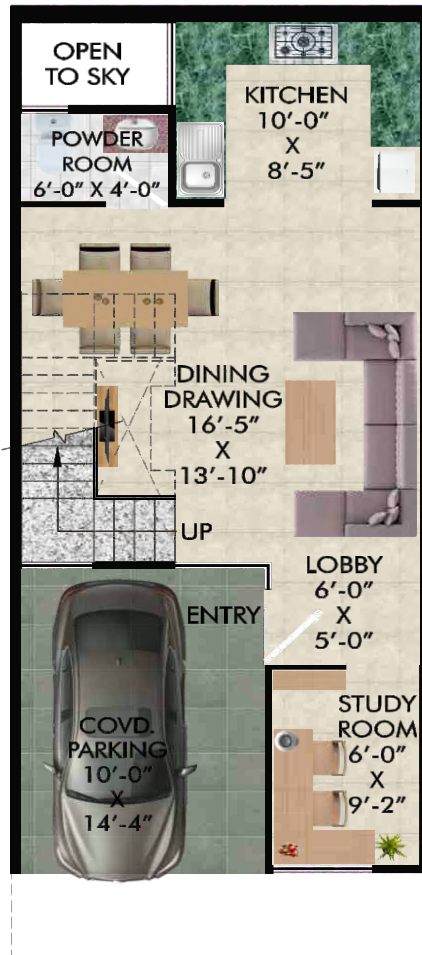 OPEN
TO SKY
KITCHEN
10'-0"
X
8'-5"
POWDER
ROOM
6'-0" X 4'-0"
DINING
DRAWING
16'-5"
X
13'-10"
UP
LOBBY
6'-0"
X
5'-0"
ENTRY
STUDY
ROOM
6'-0"
X
9'-2"
COVD.
PARKING
10'-0"
X
14'-4"